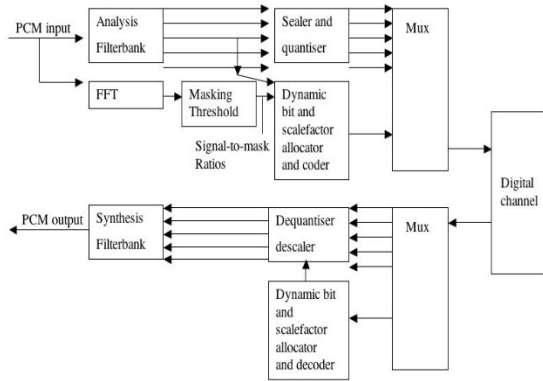 PCM input
Analysis
Filterbank
Sealer and
quantiser
Mux
FFT
Masking
Threshold
Signal-to-mask
Ratios
Dynamic
bit and
scalefactor
allocator
and coder
Digital
channel
PCM output
Synthesis
Filterbank
Dequantiser
descaler
Mux
Dynamic bit
and
scalefactor
allocator
and decoder